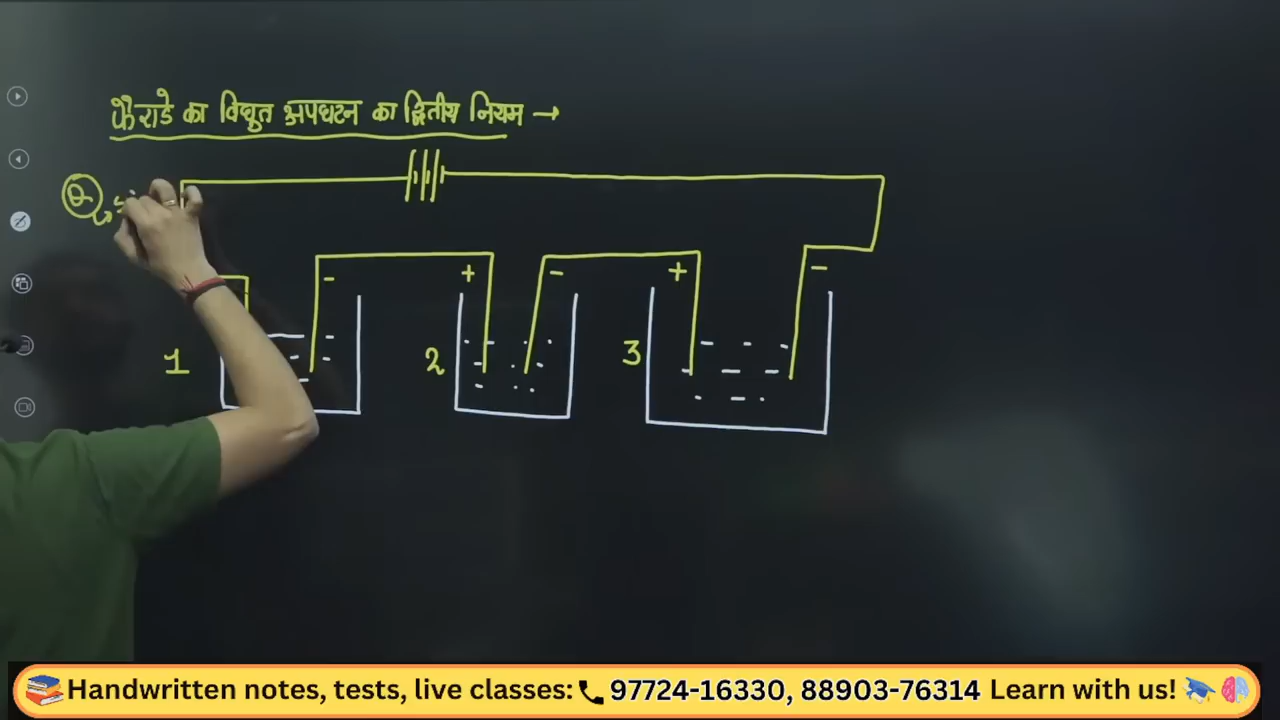 फैराडे का विद्युत अपघटन का द्वितीय नियम →
Q
- + - + -
1 2 3
Handwritten notes, tests, live classes: 97724-16330, 88903-76314 Learn with us!